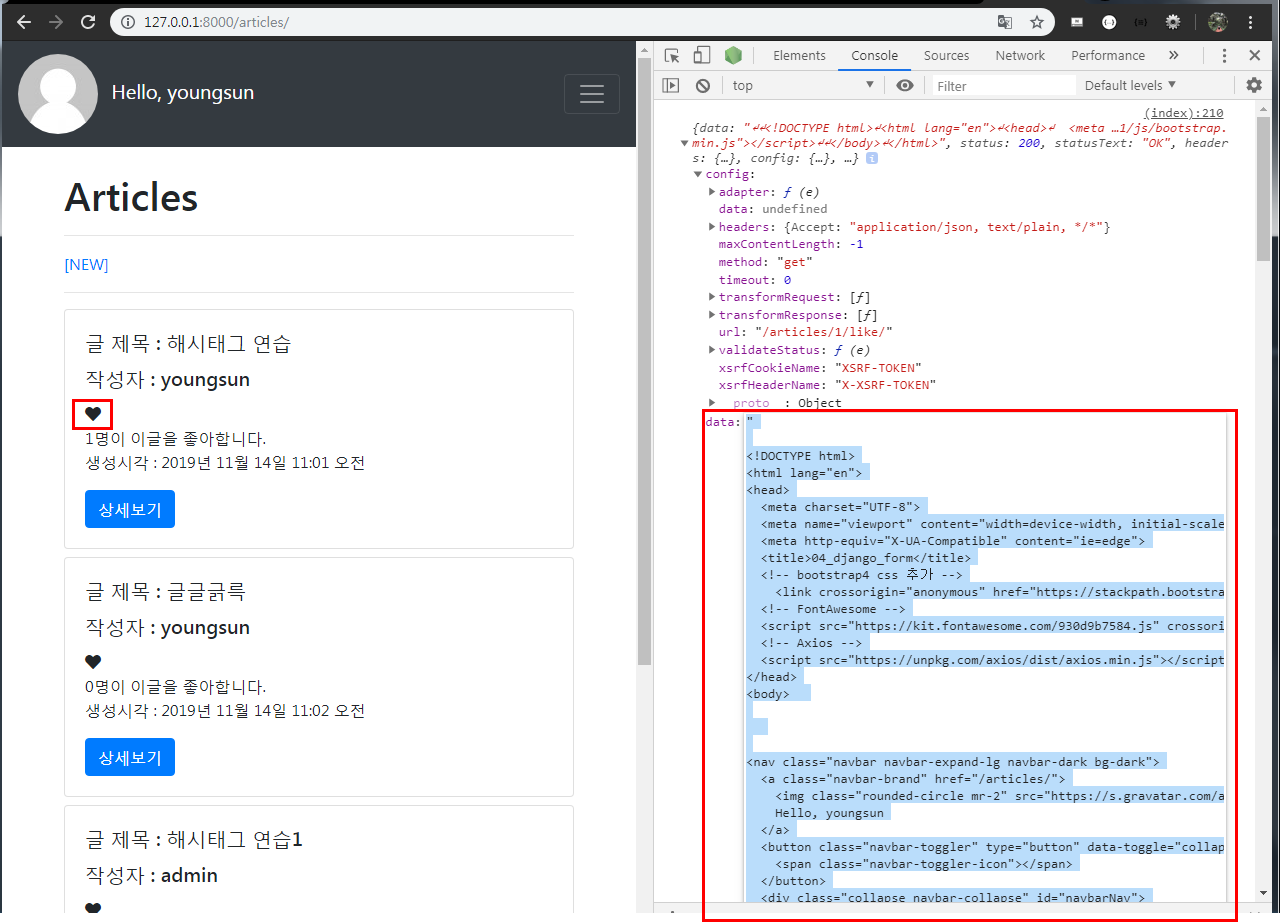 127.0.0.1:8000/articles/
Hello, youngsun
Articles
[NEW]
글 제목 : 해시태그 연습
작성자 : youngsun
1명이 이글을 좋아합니다.
생성시각 : 2019년 11월 14일 11:01 오전
상세보기
글 제목 : 글글긁륵
작성자 : youngsun
0명이 이글을 좋아합니다.
생성시각 : 2019년 11월 14일 11:02 오전
상세보기
글 제목 : 해시태그 연습1
작성자 : admin
Elements Console Sources Network Performance »
top Filter Default levels ▼
(index):210
{data: "↵↵<!DOCTYPE html>↵<html lang="en">↵<head>↵  <meta …1/js/bootstrap.
min.js"></script>↵↵</body>↵</html>", status: 200, statusText: "OK", header
s: {…}, config: {…}, …}
config:
adapter: ƒ (e)
data: undefined
headers: {Accept: "application/json, text/plain, */*"}
maxContentLength: -1
method: "get"
timeout: 0
transformRequest: [ƒ]
transformResponse: [ƒ]
url: "/articles/1/like/"
validateStatus: ƒ (e)
xsrfCookieName: "XSRF-TOKEN"
xsrfHeaderName: "X-XSRF-TOKEN"
__proto__: Object
data: "
<!DOCTYPE html>
<html lang="en">
<head>
<meta charset="UTF-8">
<meta name="viewport" content="width=device-width, initial-scale
<meta http-equiv="X-UA-Compatible" content="ie=edge">
<title>04_django_form</title>
<!-- bootstrap4 css 추가 -->
<link crossorigin="anonymous" href="https://stackpath.bootstra
<!-- FontAwesome -->
<script src="https://kit.fontawesome.com/930d9b7584.js" crossori
<!-- Axios -->
<script src="https://unpkg.com/axios/dist/axios.min.js"></script
</head>
<body>
<nav class="navbar navbar-expand-lg navbar-dark bg-dark">
<a class="navbar-brand" href="/articles/">
<img class="rounded-circle mr-2" src="https://s.gravatar.com/a
Hello, youngsun
</a>
<button class="navbar-toggler" type="button" data-toggle="collap
<span class="navbar-toggler-icon"></span>
</button>
<div class="collapse navbar-collapse" id="navbarNav">